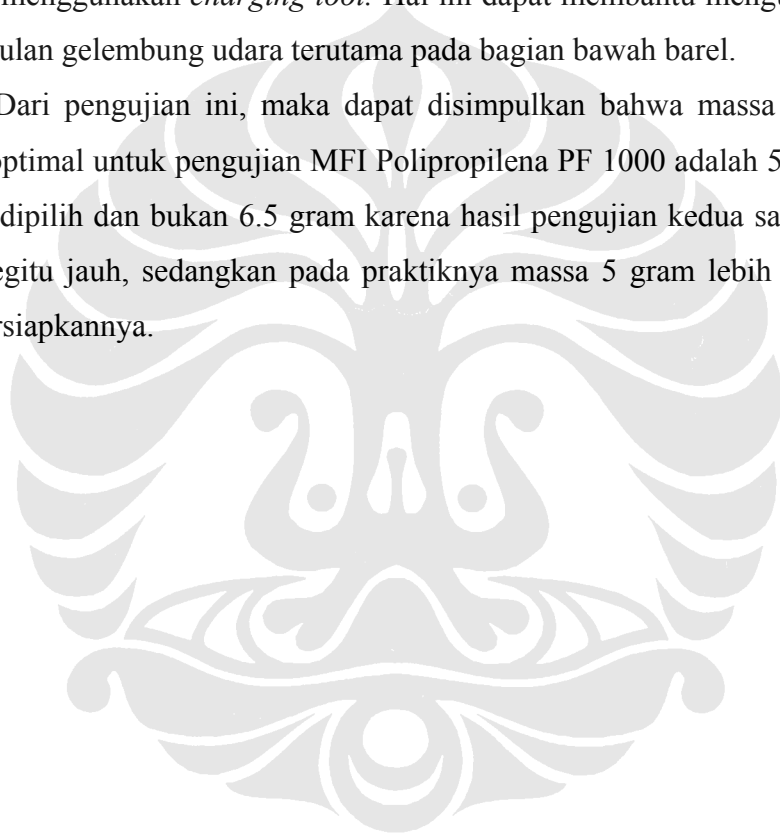 menggunakan charging tool. Hal ini dapat membantu
ulan gelembung udara terutama pada bagian bawah barel.
Dari pengujian ini, maka dapat disimpulkan bahwa massa
optimal untuk pengujian MFI Polipropilena PF 1000 adalah 5
dipilih dan bukan 6.5 gram karena hasil pengujian kedua
egitu jauh, sedangkan pada praktiknya massa 5 gram lebih
rsiapkannya.